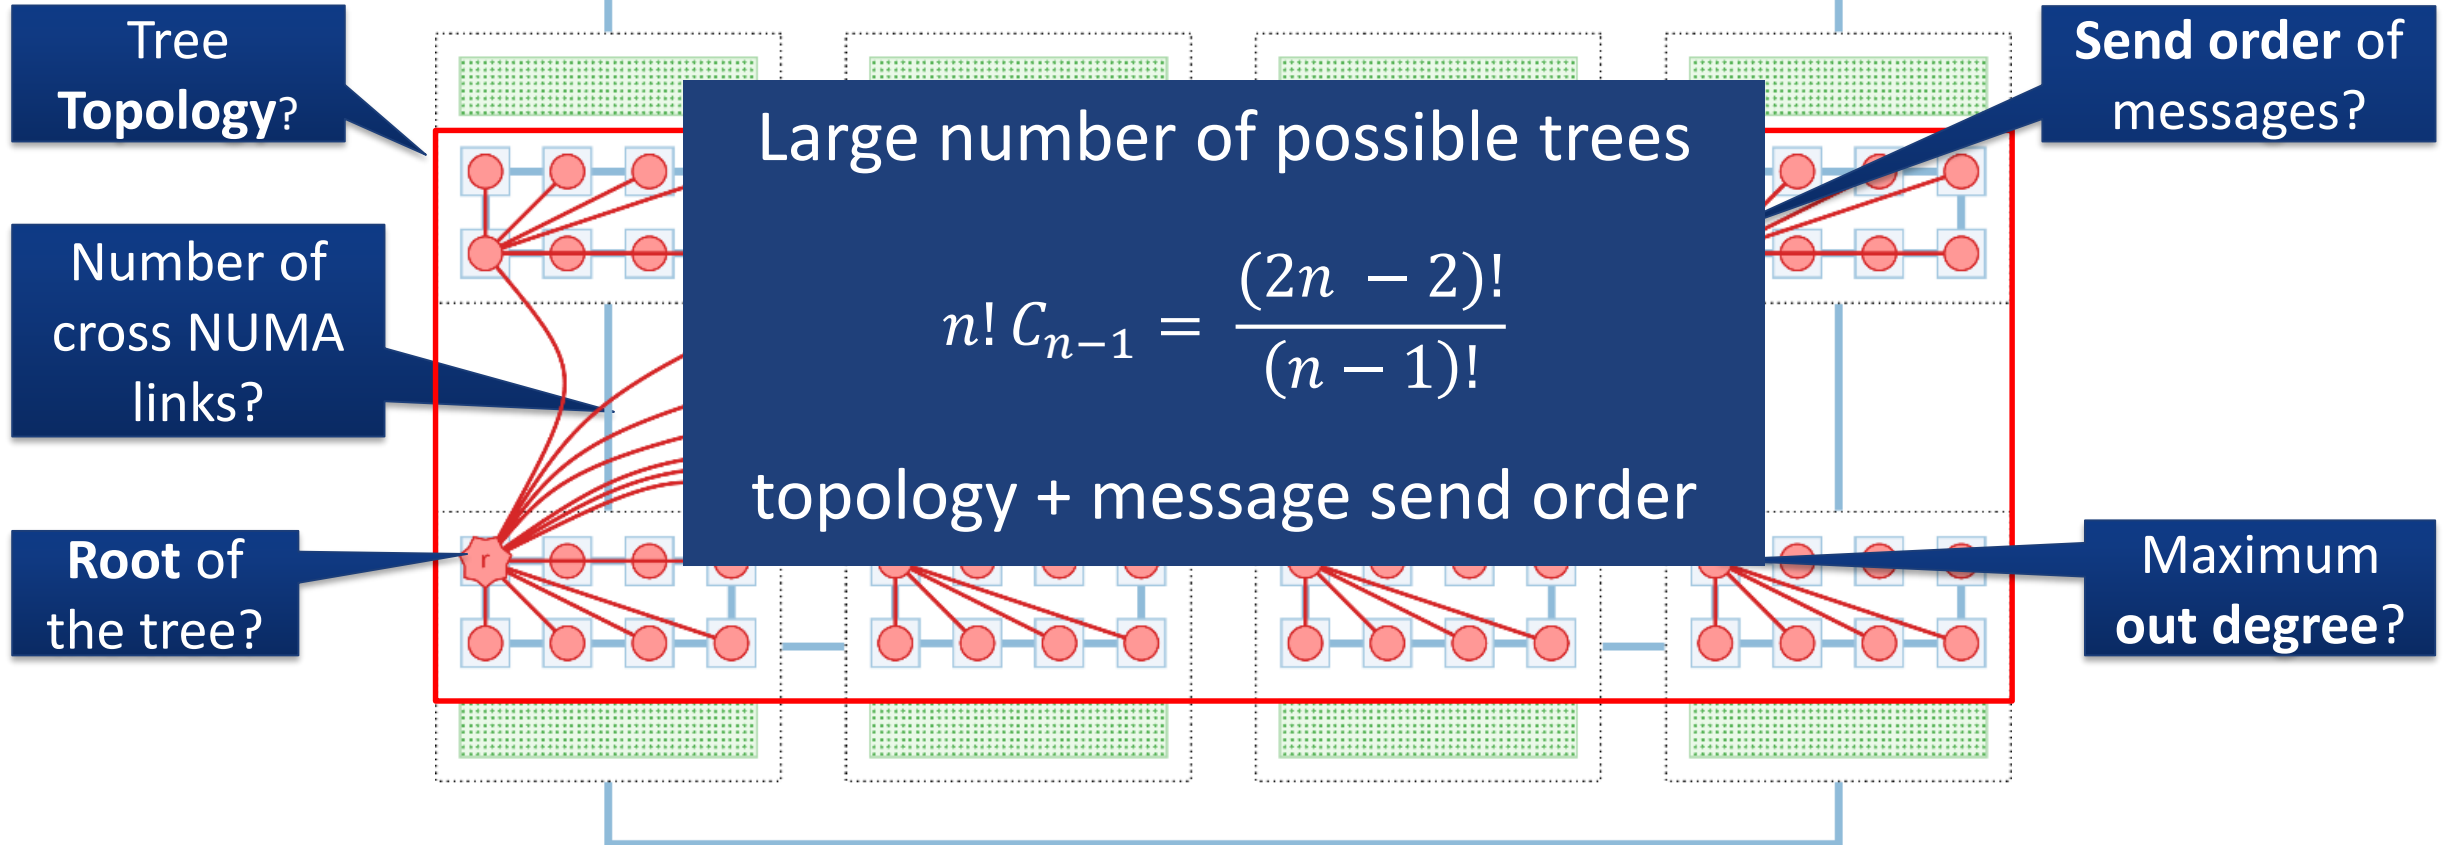 Tree
Topology?
Number of
cross NUMA
links?
Root of
the tree?
Large number of possible trees
n! Cₙ₋₁ = (2n − 2)! / (n − 1)!
topology + message send order
Send order of
messages?
Maximum
out degree?
r